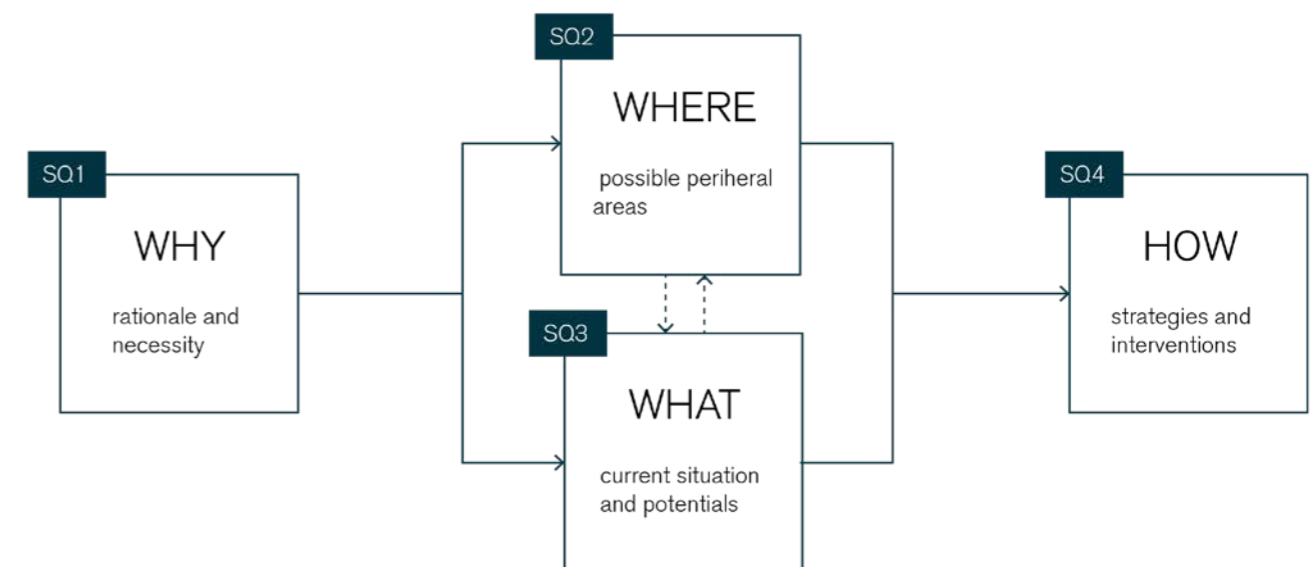 SQ1
WHY
rationale and
necessity
SQ2
WHERE
possible periheral
areas
SQ3
WHAT
current situation
and potentials
SQ4
HOW
strategies and
interventions